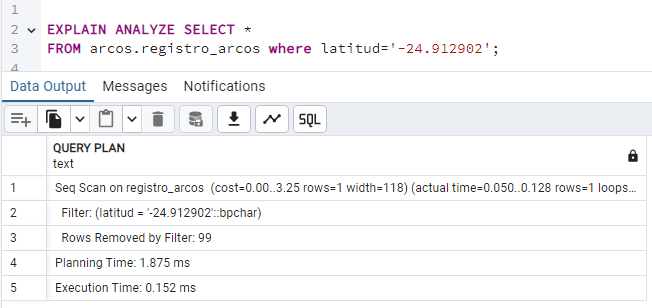 1
2 EXPLAIN ANALYZE SELECT *
3 FROM arcos.registro_arcos where latitud='-24.912902';
4
Data Output Messages Notifications
SQL
QUERY PLAN
text
1 Seq Scan on registro_arcos (cost=0.00..3.25 rows=1 width=118) (actual time=0.050..0.128 rows=1 loops...
2 Filter: (latitud = '-24.912902'::bpchar)
3 Rows Removed by Filter: 99
4 Planning Time: 1.875 ms
5 Execution Time: 0.152 ms